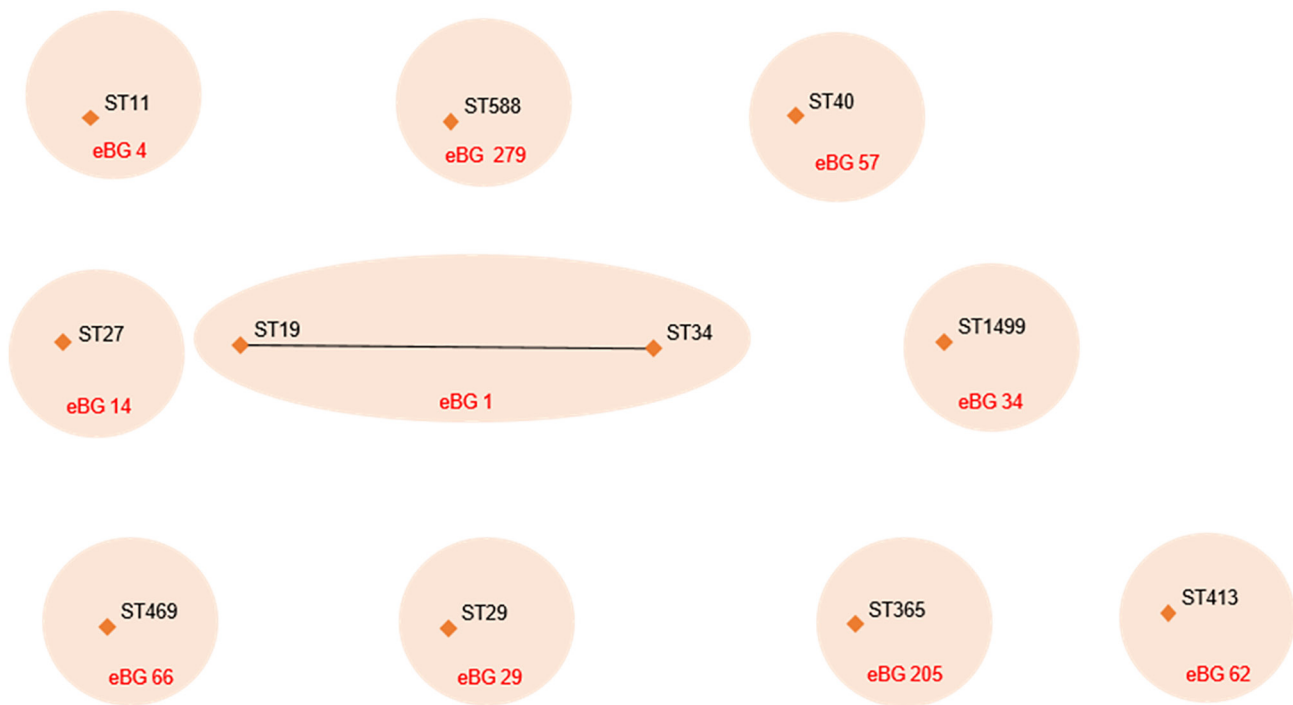 ST11
eBG 4
ST588
eBG 279
ST40
eBG 57
ST27
eBG 14
ST19
ST34
eBG 1
ST1499
eBG 34
ST469
eBG 66
ST29
eBG 29
ST365
eBG 205
ST413
eBG 62